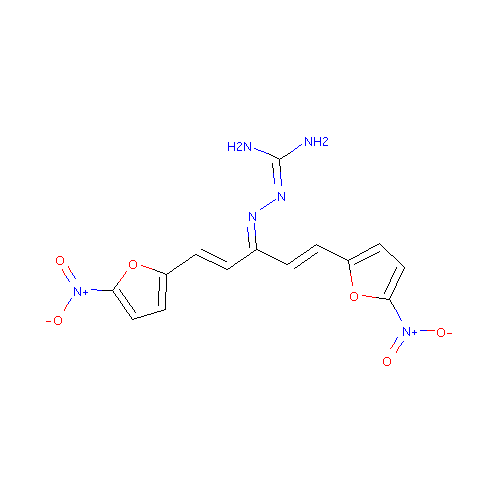 H2N NH2
N
N
O O
N+ O
-O O N+ O-
O